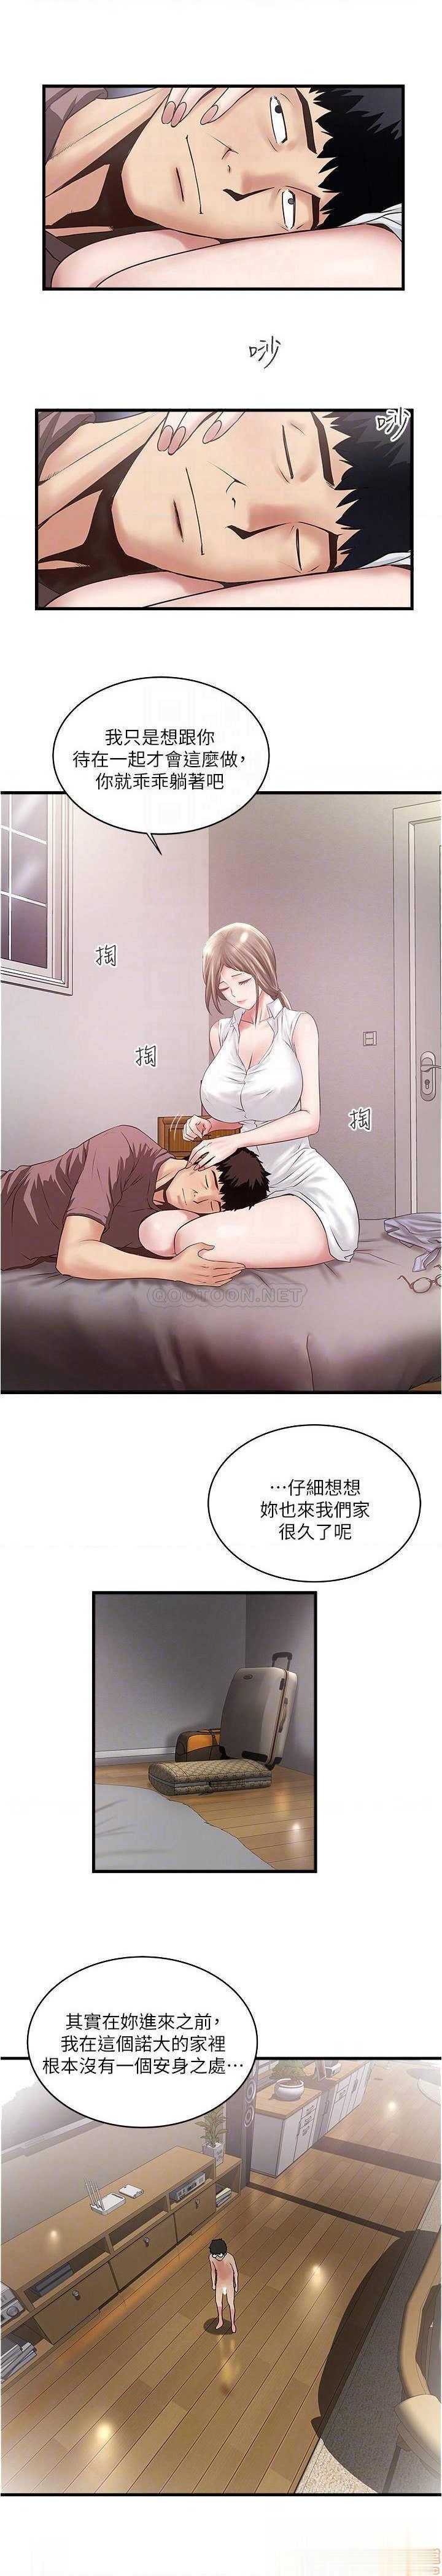 吵
吵
我只是想跟你
待在一起才會這麼做，
你就乖乖躺著吧
掏
掏
掏
QOOTOON.NET
⋯仔細想想
妳也來我們家
很久了呢
其實在妳進來之前，
我在這個諾大的家裡
根本沒有一個安身之處⋯